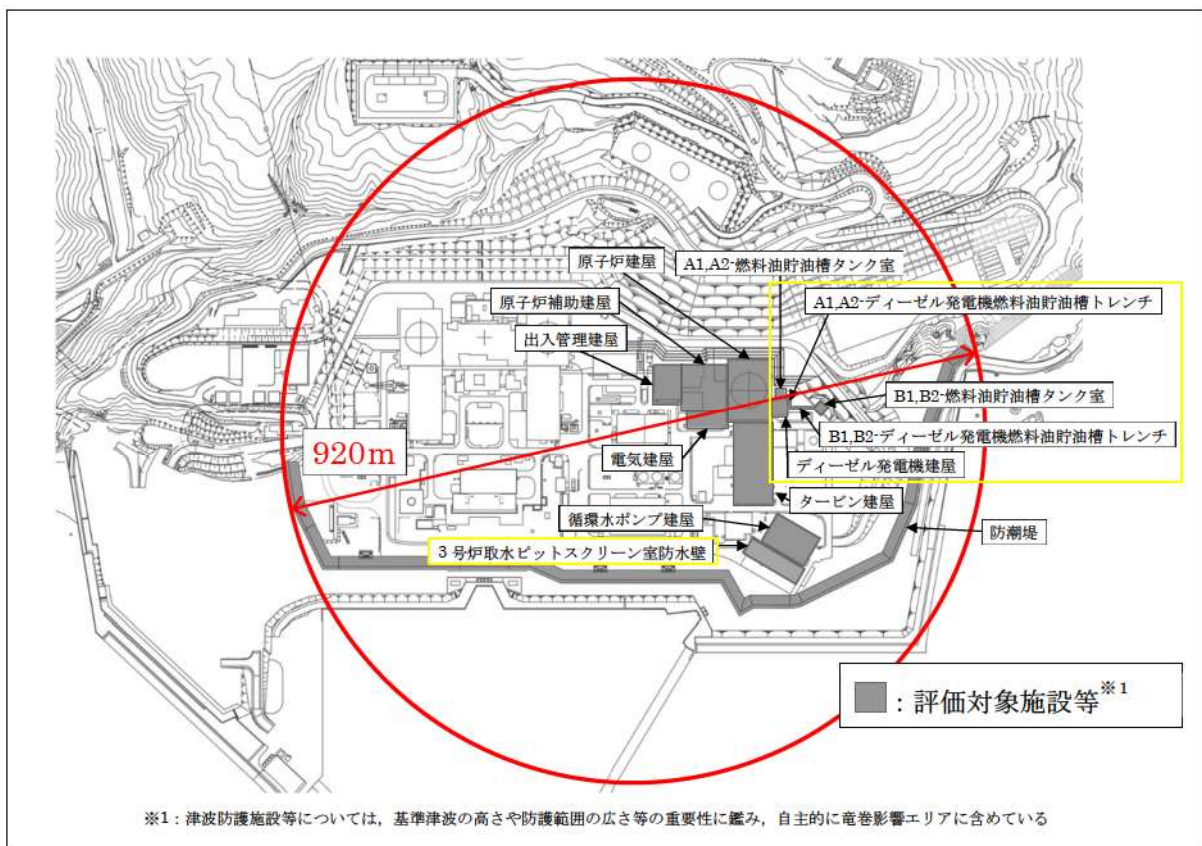 原子炉建屋
A1,A2-燃料油貯油槽タンク室
原子炉補助建屋
A1,A2-ディーゼル発電機燃料油貯油槽トレンチ
出入管理建屋
B1,B2-燃料油貯油槽タンク室
920m
B1,B2-ディーゼル発電機燃料油貯油槽トレンチ
電気建屋
ディーゼル発電機建屋
タービン建屋
循環水ポンプ建屋
防潮堤
3号炉取水ピットスクリーン室防水壁
：評価対象施設等※1
※1：津波防護施設等については，基準津波の高さや防護範囲の広さ等の重要性に鑑み，自主的に竜巻影響エリアに含めている